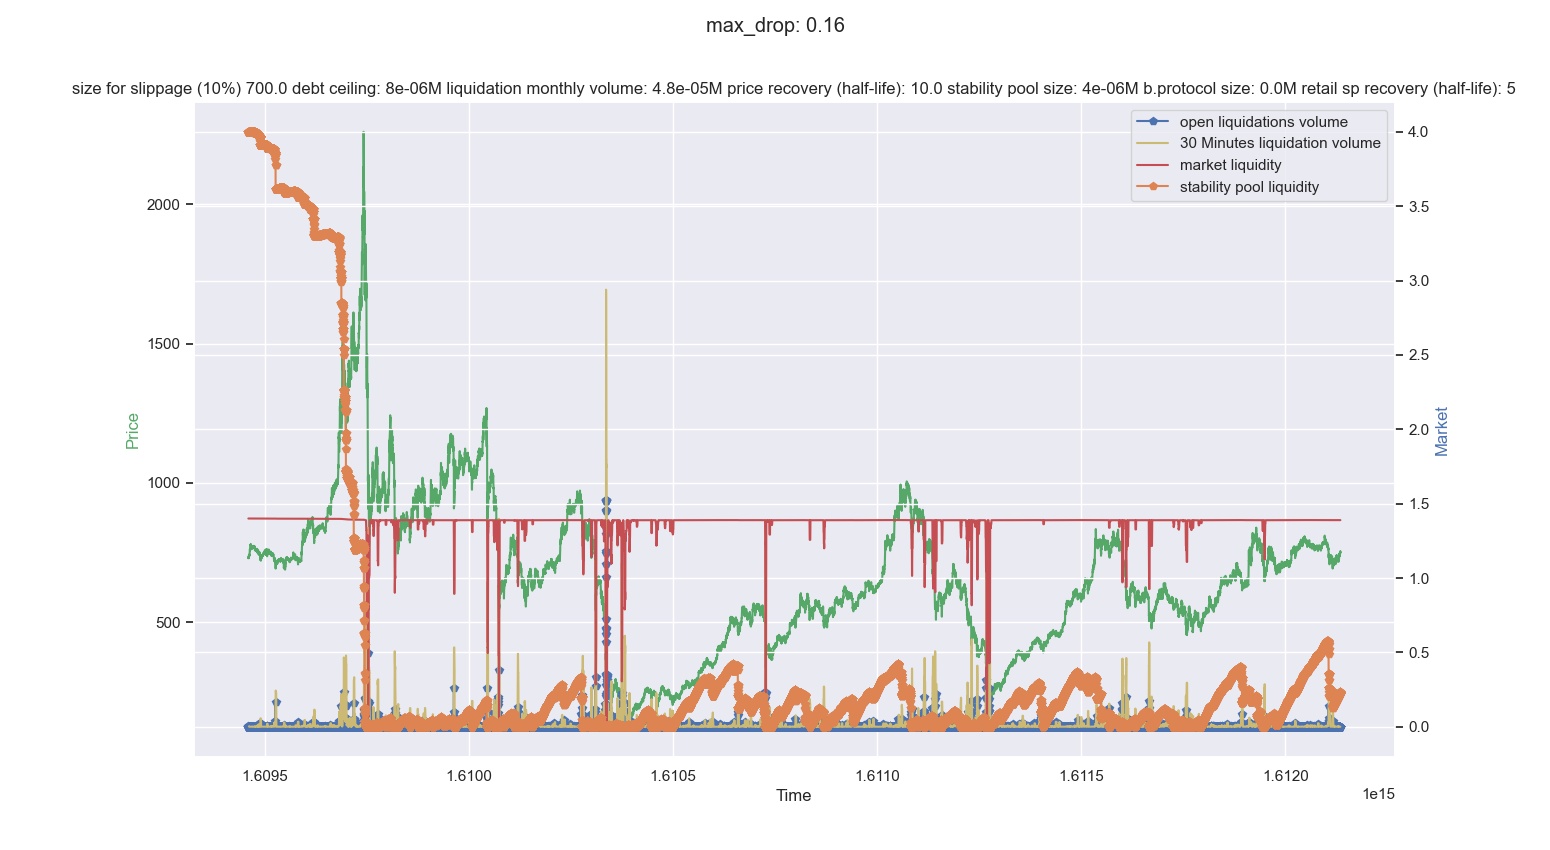 max_drop: 0.16
size for slippage (10%) 700.0 debt ceiling: 8e-06M liquidation monthly volume: 4.8e-05M price recovery (half-life): 10.0 stability pool size: 4e-06M b.protocol size: 0.0M retail sp recovery (half-life): 5
open liquidations volume
30 Minutes liquidation volume
market liquidity
stability pool liquidity
2000
1500
1000
500
Price
4.0
3.5
3.0
2.5
2.0
1.5
1.0
0.5
0.0
Market
1.6095 1.6100 1.6105 1.6110 1.6115 1.6120
Time
1e15